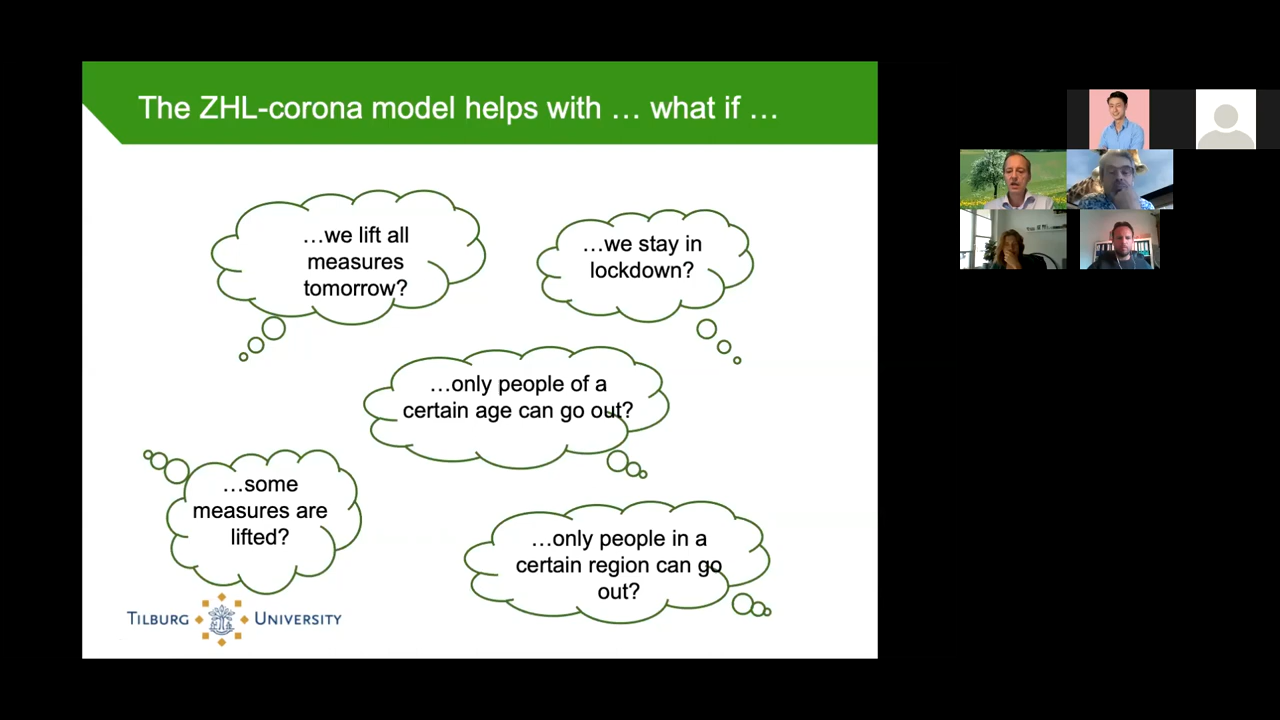 The ZHL-corona model helps with … what if …
…we lift all
measures
tomorrow?
…we stay in
lockdown?
…only people of a
certain age can go out?
…some
measures are
lifted?
…only people in a
certain region can go
out?
TILBURG UNIVERSITY